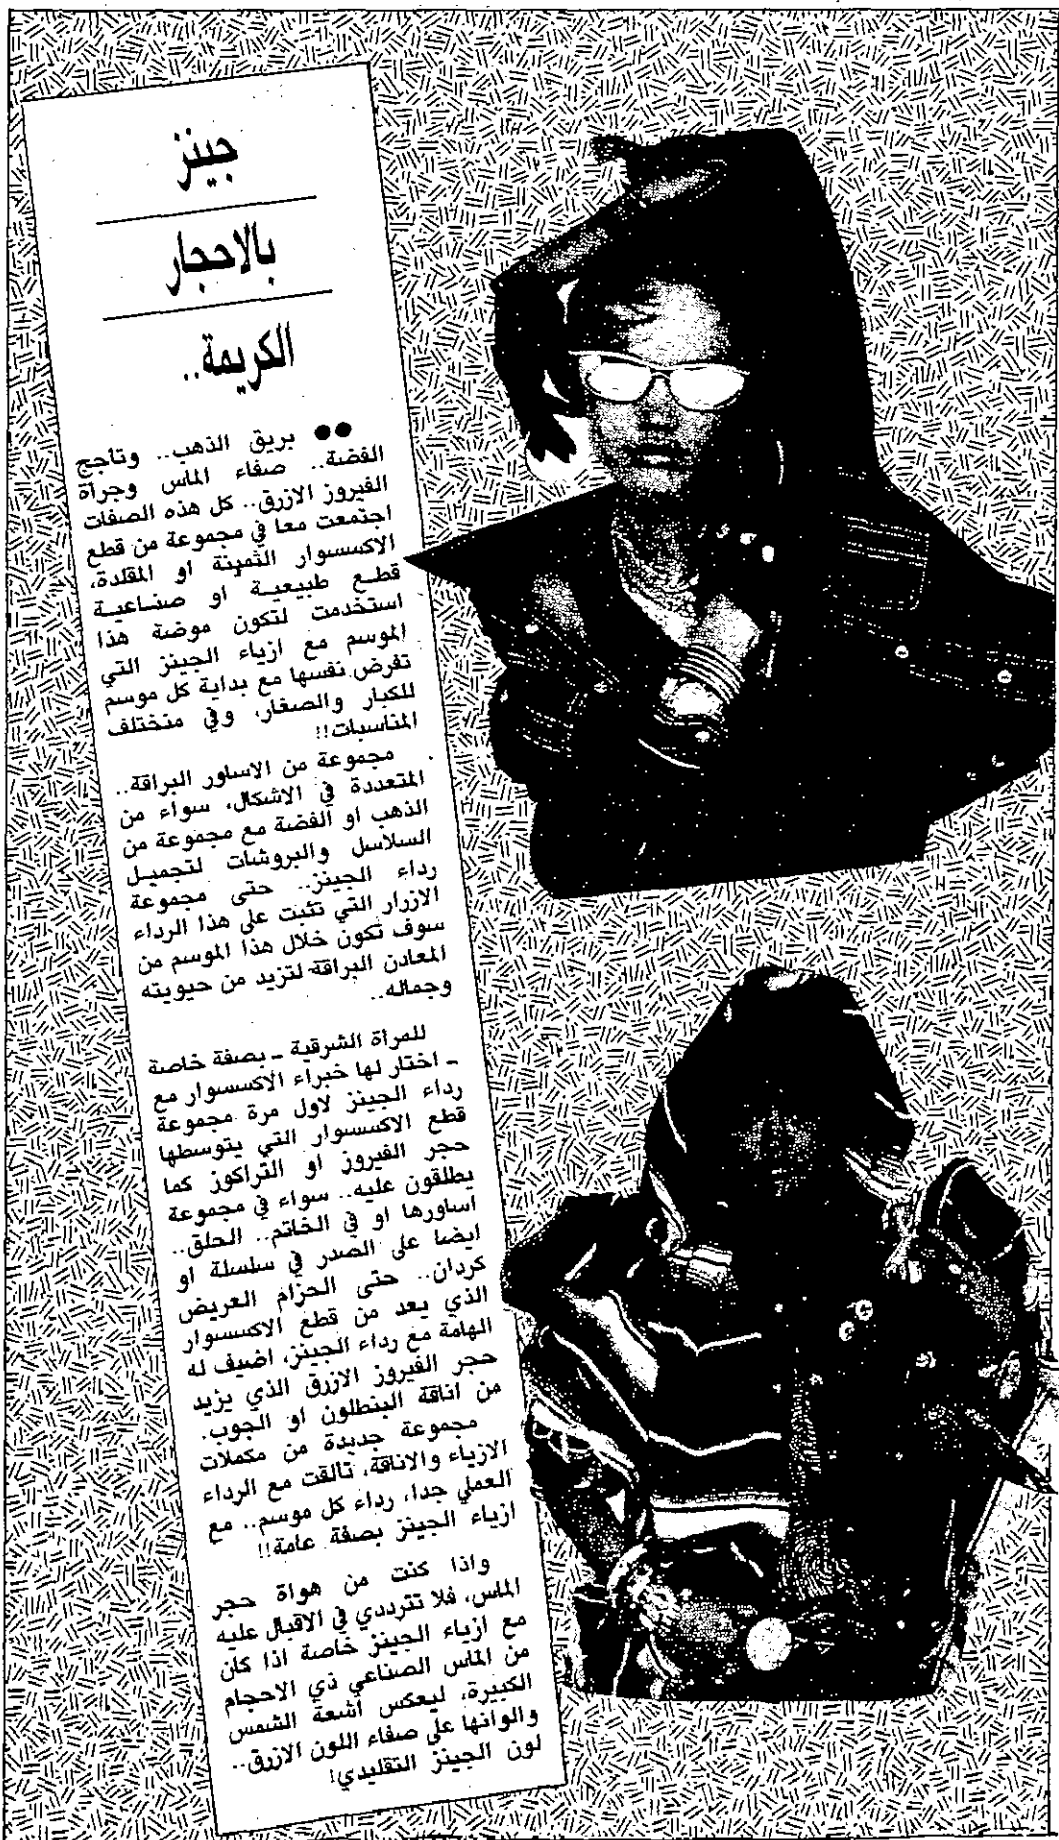 جينز
بالاحجار
الكريمة..
●● بريق الذهب.. وتاجج
الفضة.. صفاء الماس وجرأة
الفيروز الازرق.. كل هذه الصفات
اجتمعت معا في مجموعة من قطع
الاكسسوار الثمينة او المقلدة،
قطع طبيعية او صناعية
استخدمت لتكون موضة هذا
الموسم مع ازياء الجينز التي
تفرض نفسها مع بداية كل موسم
للكبار والصغار، وفي متختلف
المناسبات!!
مجموعة من الاساور البراقة..
المتعددة في الاشكال، سواء من
الذهب او الفضة مع مجموعة من
السلاسل والبروشات لتجميل
رداء الجينز.. حتى مجموعة
الازرار التي تثبت على هذا الرداء
سوف تكون خلال هذا الموسم من
المعادن البراقة لتزيد من حيويته
وجماله..
للمرأة الشرقية ـ بصفة خاصة
ـ اختار لها خبراء الاكسسوار مع
رداء الجينز لاول مرة مجموعة
قطع الاكسسوار التي يتوسطها
حجر الفيروز او التراكوز كما
يطلقون عليه.. سواء في مجموعة
اساورها او في الخاتم.. الحلق..
ايضا على الصدر في سلسلة او
كردان.. حتى الحزام العريض
الذي يعد من قطع الاكسسوار
الهامة مع رداء الجينز، اضيف له
حجر الفيروز الازرق الذي يزيد
من اناقة البنطلون او الجوب.
مجموعة جديدة من مكملات
الازياء والاناقة، تالقت مع الرداء
العملي جدا، رداء كل موسم.. مع
ازياء الجينز بصفة عامة!!
واذا كنت من هواة حجر
الماس، فلا تترددي في الاقبال عليه
مع ازياء الجينز خاصة اذا كان
من الماس الصناعي ذي الاحجام
الكبيرة، ليعكس اشعة الشمس
والوانها على صفاء اللون الازرق..
لون الجينز التقليدي!